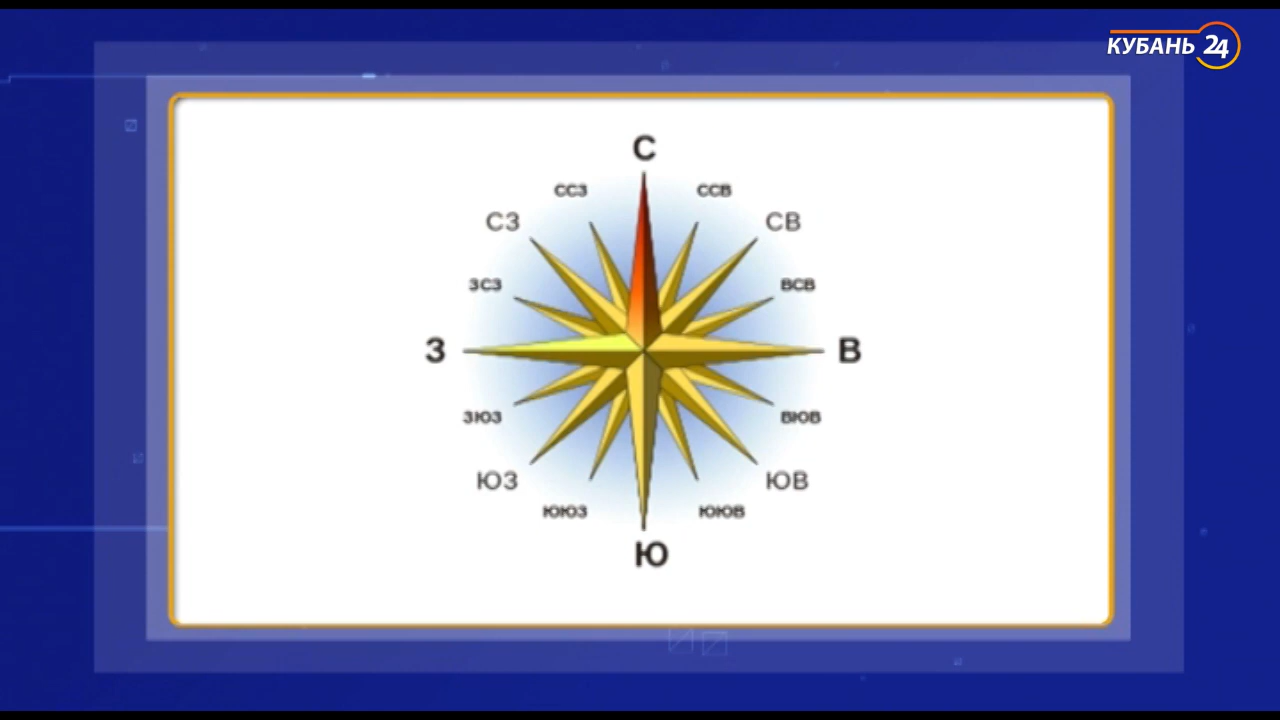 КУБАНЬ 24
С
ССЗ ССВ
СЗ СВ
ЗСЗ ВСВ
З В
ЗЮЗ ВЮВ
ЮЗ ЮВ
ЮЮЗ ЮЮВ
Ю